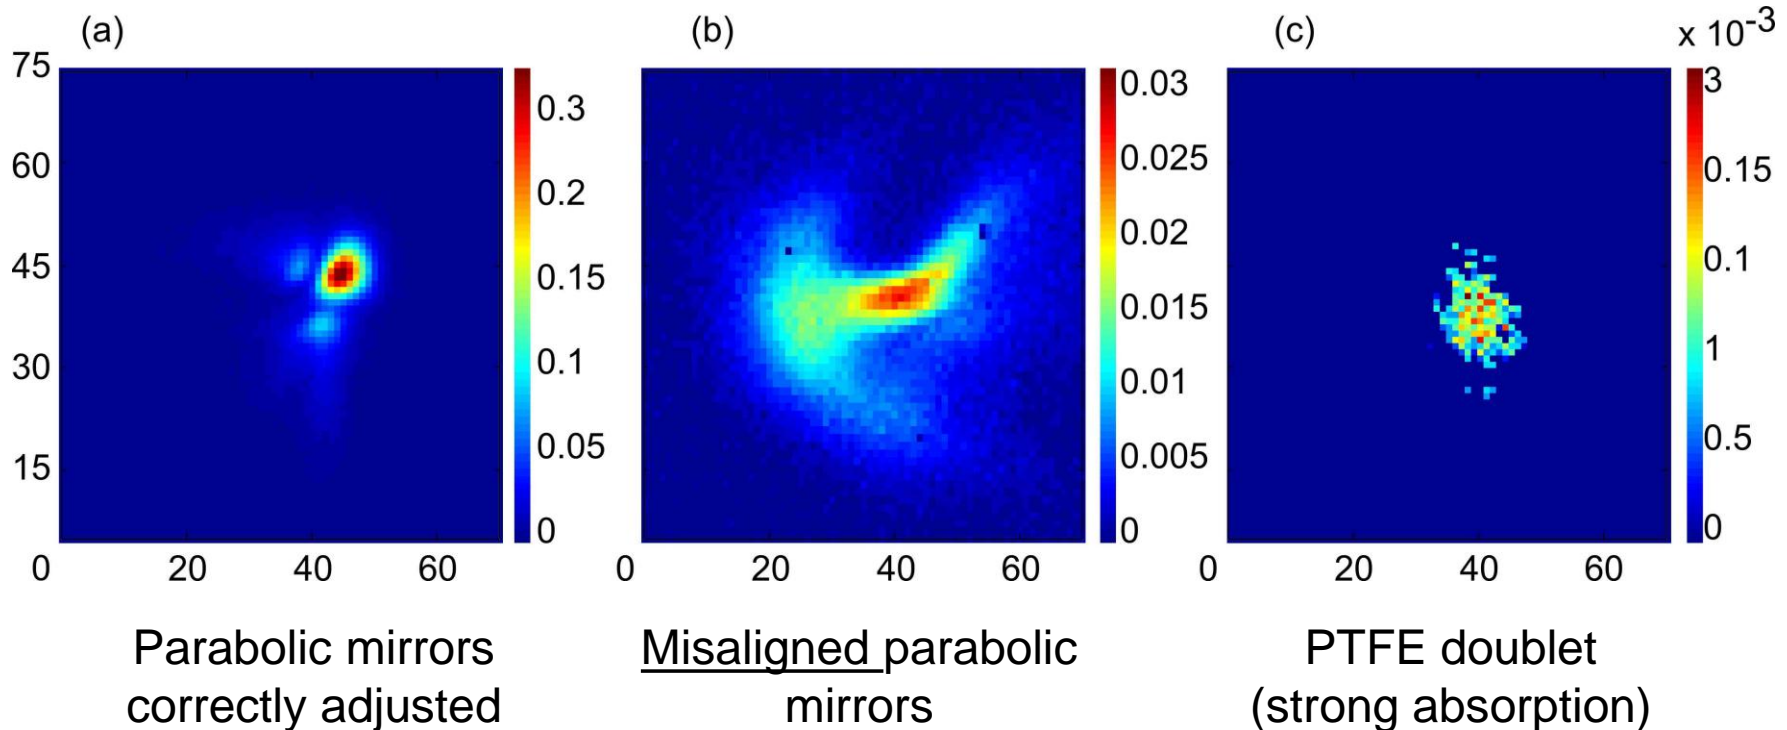 (a)
(b)
(c)
x 10-3
75
60
45
30
15
0.3
0.2
0.15
0.1
0.05
0
0.03
0.025
0.02
0.015
0.01
0.005
0
3
0.15
0.1
1
0.5
0
0 20 40 60
0 20 40 60
0 20 40 60
Parabolic mirrors
correctly adjusted
Misaligned parabolic
mirrors
PTFE doublet
(strong absorption)